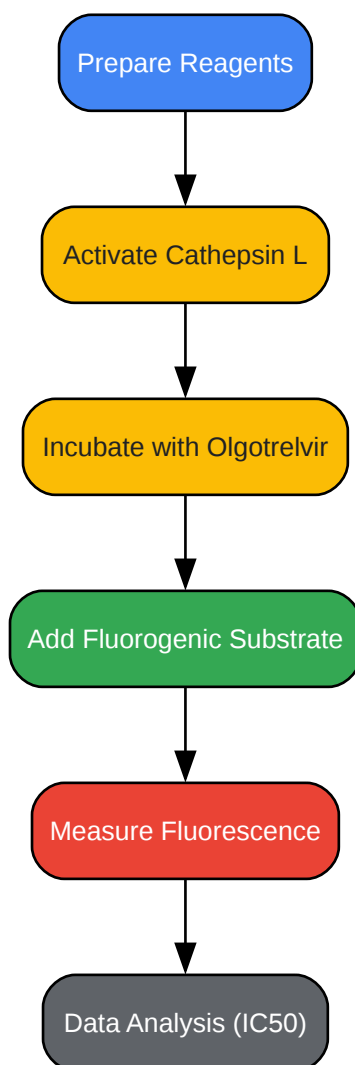 Prepare Reagents
Activate Cathepsin L
Incubate with Olgotrelvir
Add Fluorogenic Substrate
Measure Fluorescence
Data Analysis (IC50)